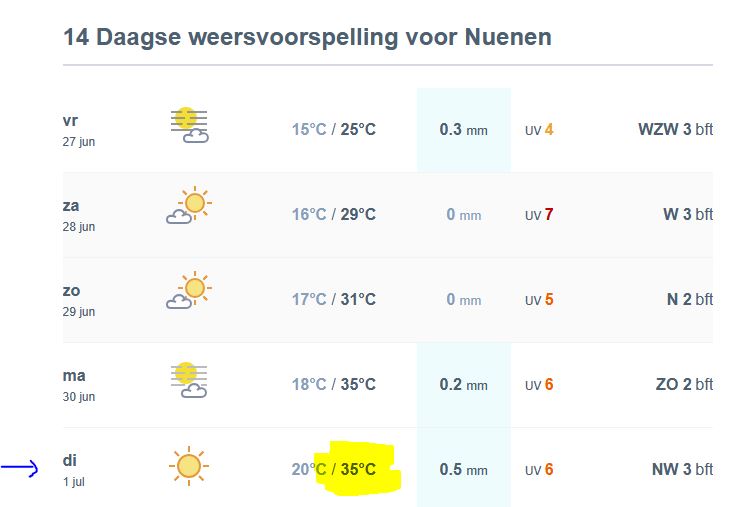 14 Daagse weersvoorspelling voor Nuenen
vr
27 jun
15°C / 25°C
0.3 mm
UV 4
WZW 3 bft
za
28 jun
16°C / 29°C
0 mm
UV 7
W 3 bft
zo
29 jun
17°C / 31°C
0 mm
UV 5
N 2 bft
ma
30 jun
18°C / 35°C
0.2 mm
UV 6
ZO 2 bft
di
1 jul
20°C / 35°C
0.5 mm
UV 6
NW 3 bft